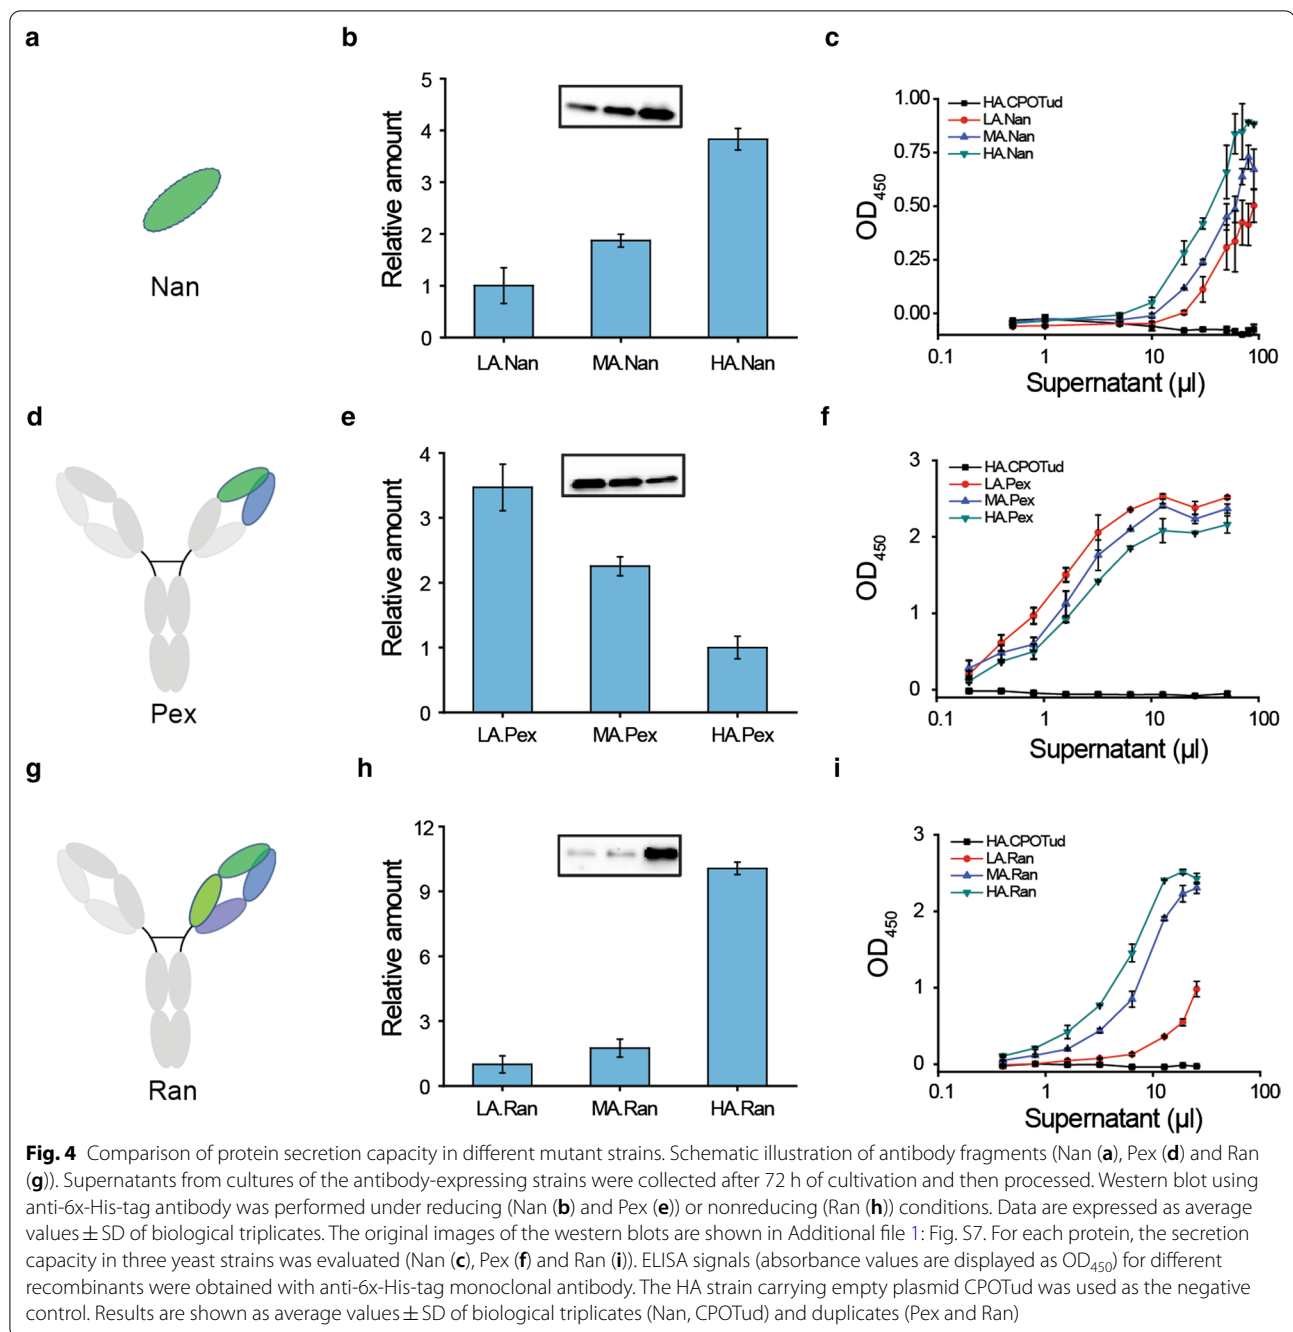 a
b
c
Nan
Relative amount
5
4
3
2
1
0
LA.Nan MA.Nan HA.Nan
HA.CPOTud
LA.Nan
MA.Nan
HA.Nan
OD450
1.00
0.75
0.50
0.25
0.00
0.1 1 10 100
Supernatant (μl)
d
e
f
Pex
Relative amount
4
3
2
1
0
LA.Pex MA.Pex HA.Pex
HA.CPOTud
LA.Pex
MA.Pex
HA.Pex
OD450
3
2
1
0
0.1 1 10 100
Supernatant (μl)
g
h
i
Ran
Relative amount
12
9
6
3
0
LA.Ran MA.Ran HA.Ran
HA.CPOTud
LA.Ran
MA.Ran
HA.Ran
OD450
3
2
1
0
0.1 1 10 100
Supernatant (μl)
Fig. 4 Comparison of protein secretion capacity in different mutant strains. Schematic illustration of antibody fragments (Nan (a), Pex (d) and Ran
(g)). Supernatants from cultures of the antibody-expressing strains were collected after 72 h of cultivation and then processed. Western blot using
anti-6x-His-tag antibody was performed under reducing (Nan (b) and Pex (e)) or nonreducing (Ran (h)) conditions. Data are expressed as average
values ± SD of biological triplicates. The original images of the western blots are shown in Additional file 1: Fig. S7. For each protein, the secretion
capacity in three yeast strains was evaluated (Nan (c), Pex (f) and Ran (i)). ELISA signals (absorbance values are displayed as OD450) for different
recombinants were obtained with anti-6x-His-tag monoclonal antibody. The HA strain carrying empty plasmid CPOTud was used as the negative
control. Results are shown as average values ± SD of biological triplicates (Nan, CPOTud) and duplicates (Pex and Ran)